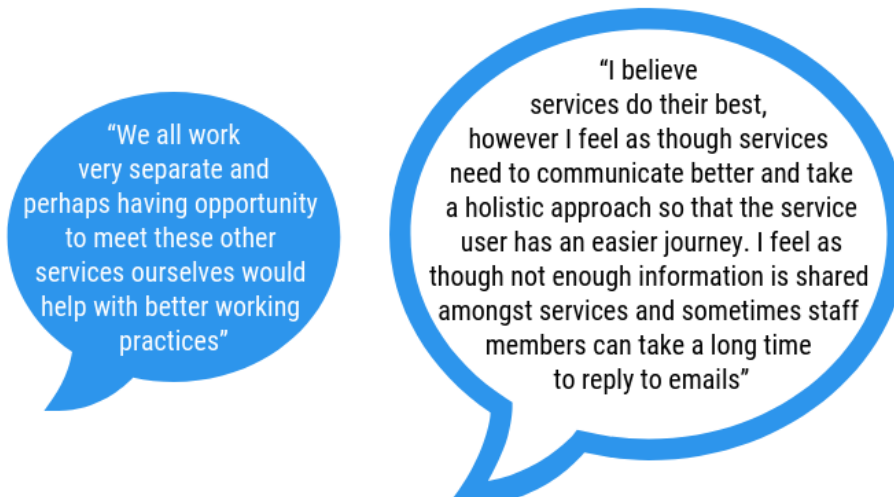 “We all work
very separate and
perhaps having opportunity
to meet these other
services ourselves would
help with better working
practices”
“I believe
services do their best,
however I feel as though services
need to communicate better and take
a holistic approach so that the service
user has an easier journey. I feel as
though not enough information is shared
amongst services and sometimes staff
members can take a long time
to reply to emails”